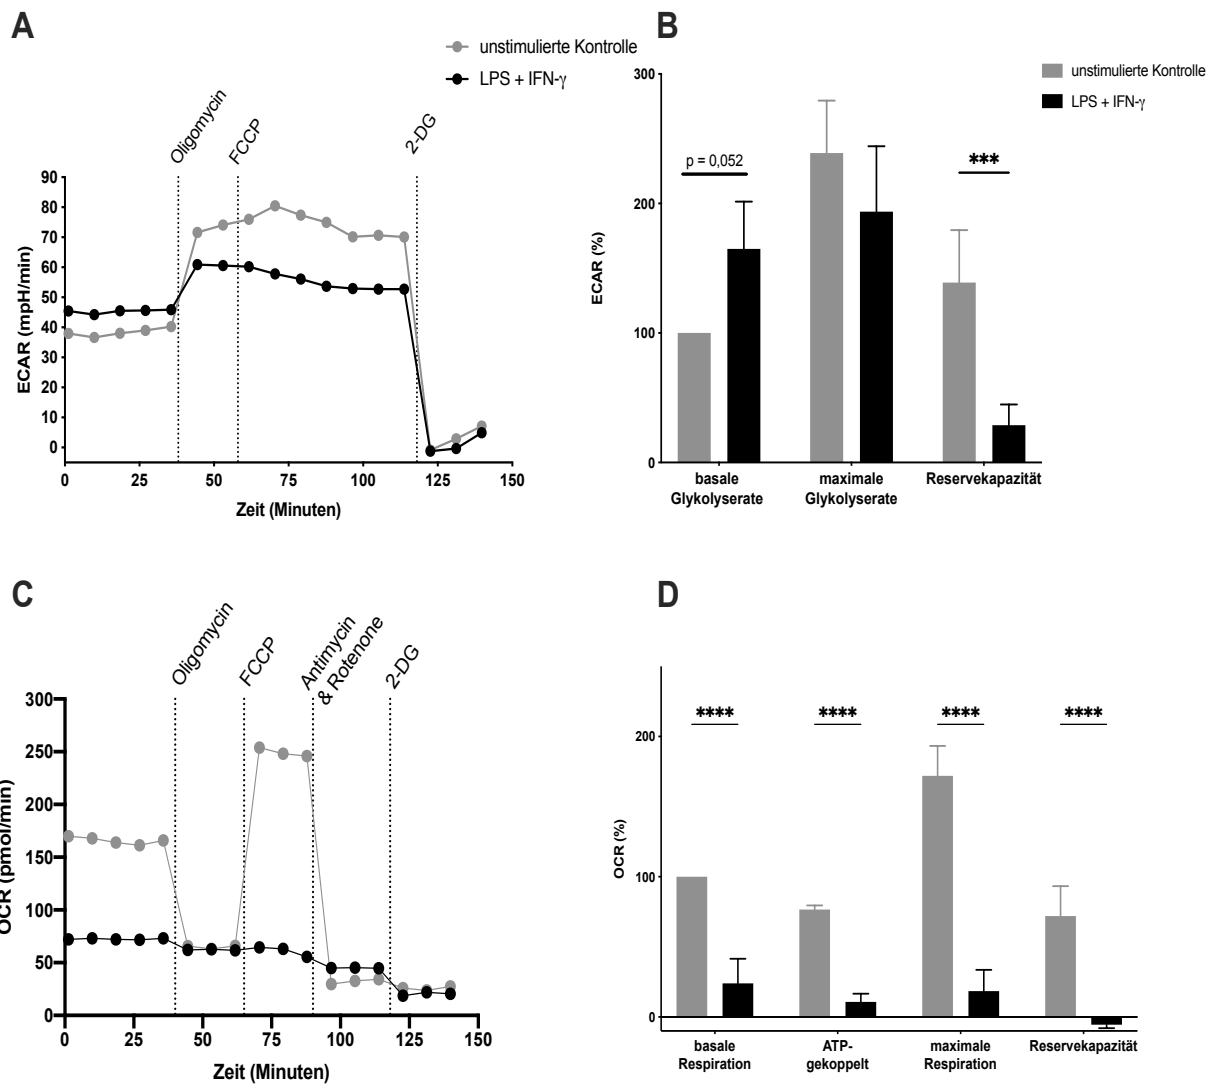 A
unstimulierte Kontrolle
LPS + IFN-γ
Oligomycin
FCCP
2-DG
90
80
70
60
50
40
30
20
10
0
ECAR (mpH/min)
0 25 50 75 100 125 150
Zeit (Minuten)
B
unstimulierte Kontrolle
LPS + IFN-γ
300
200
100
0
ECAR (%)
p = 0,052
***
basale
Glykolyserate
maximale
Glykolyserate
Reservekapazität
C
Oligomycin
FCCP
Antimycin
& Rotenone
2-DG
300
250
200
150
100
50
0
OCR (pmol/min)
0 25 50 75 100 125 150
Zeit (Minuten)
D
200
100
0
OCR (%)
**** **** **** ****
basale
Respiration
ATP-
gekoppelt
maximale
Respiration
Reservekapazität